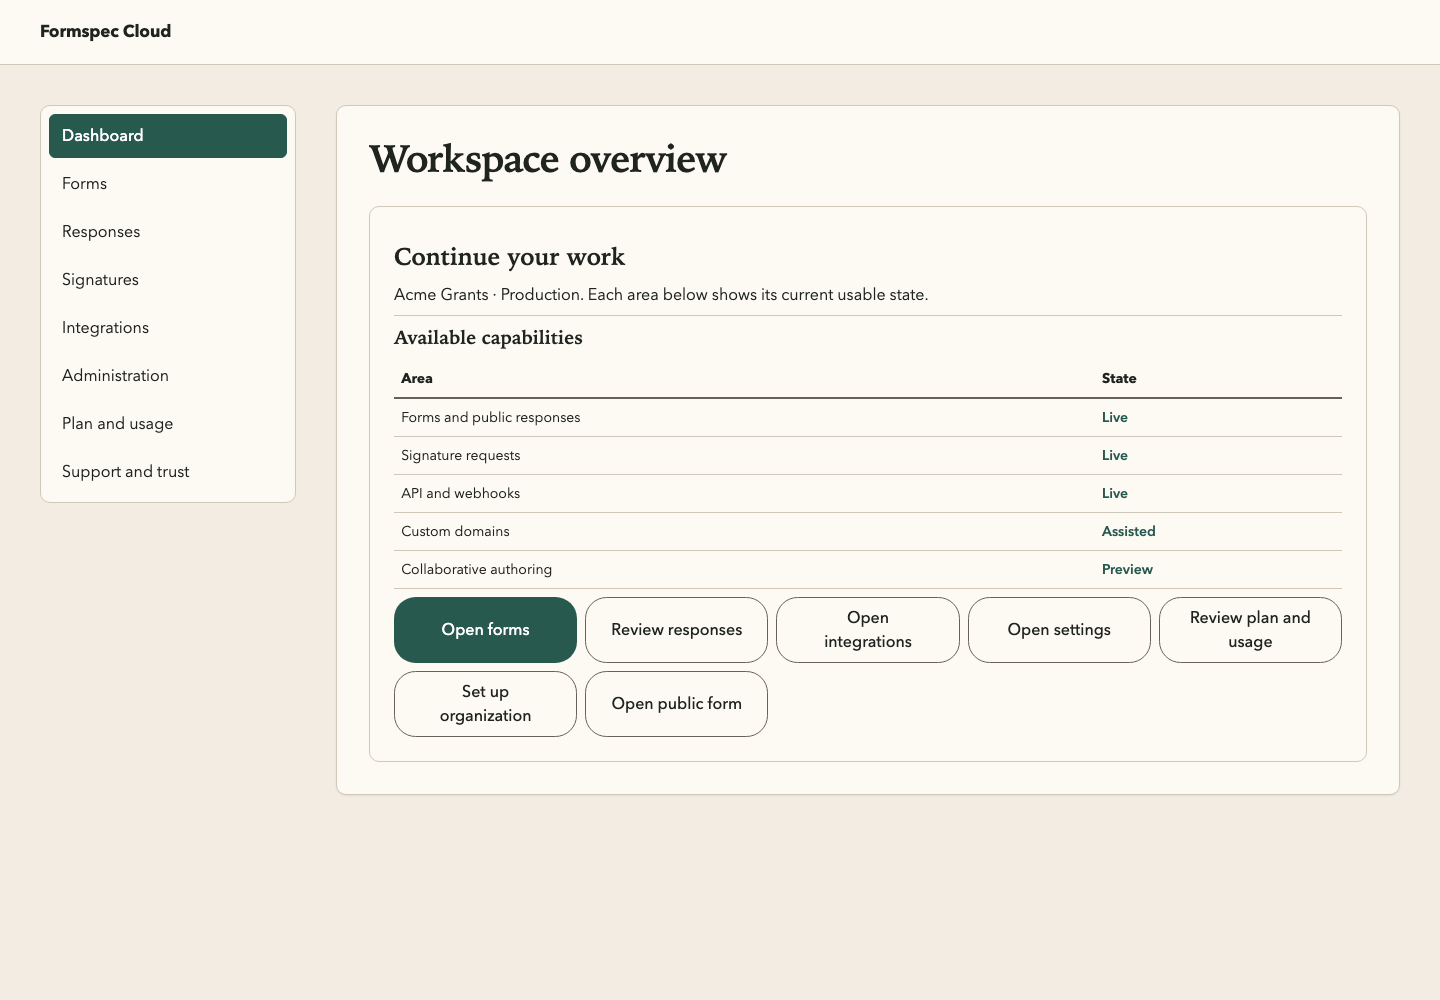 Formspec Cloud
Dashboard
Forms
Responses
Signatures
Integrations
Administration
Plan and usage
Support and trust
Workspace overview
Continue your work
Acme Grants · Production. Each area below shows its current usable state.
Available capabilities
Area State
Forms and public responses Live
Signature requests Live
API and webhooks Live
Custom domains Assisted
Collaborative authoring Preview
Open forms
Review responses
Open
integrations
Open settings
Review plan and
usage
Set up
organization
Open public form